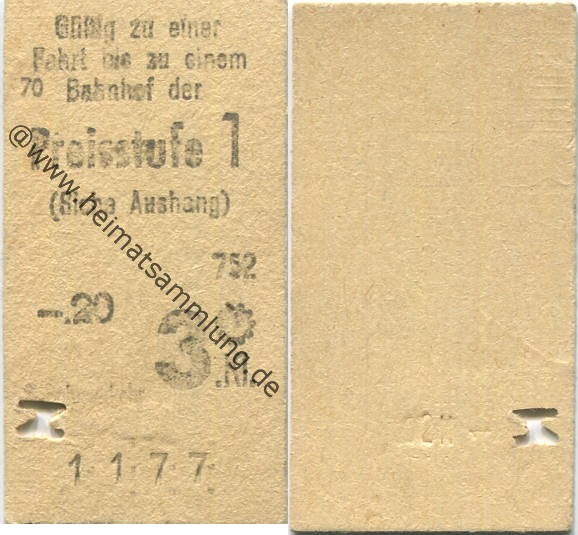 Gültig zu einer
Fahrt bis zu einem
70 Bahnhof der
Preisstufe 1
(Siehe Aushang)
752
-.20
3 .Kl.
1 1 7 7
@www.heimatsammlung.de